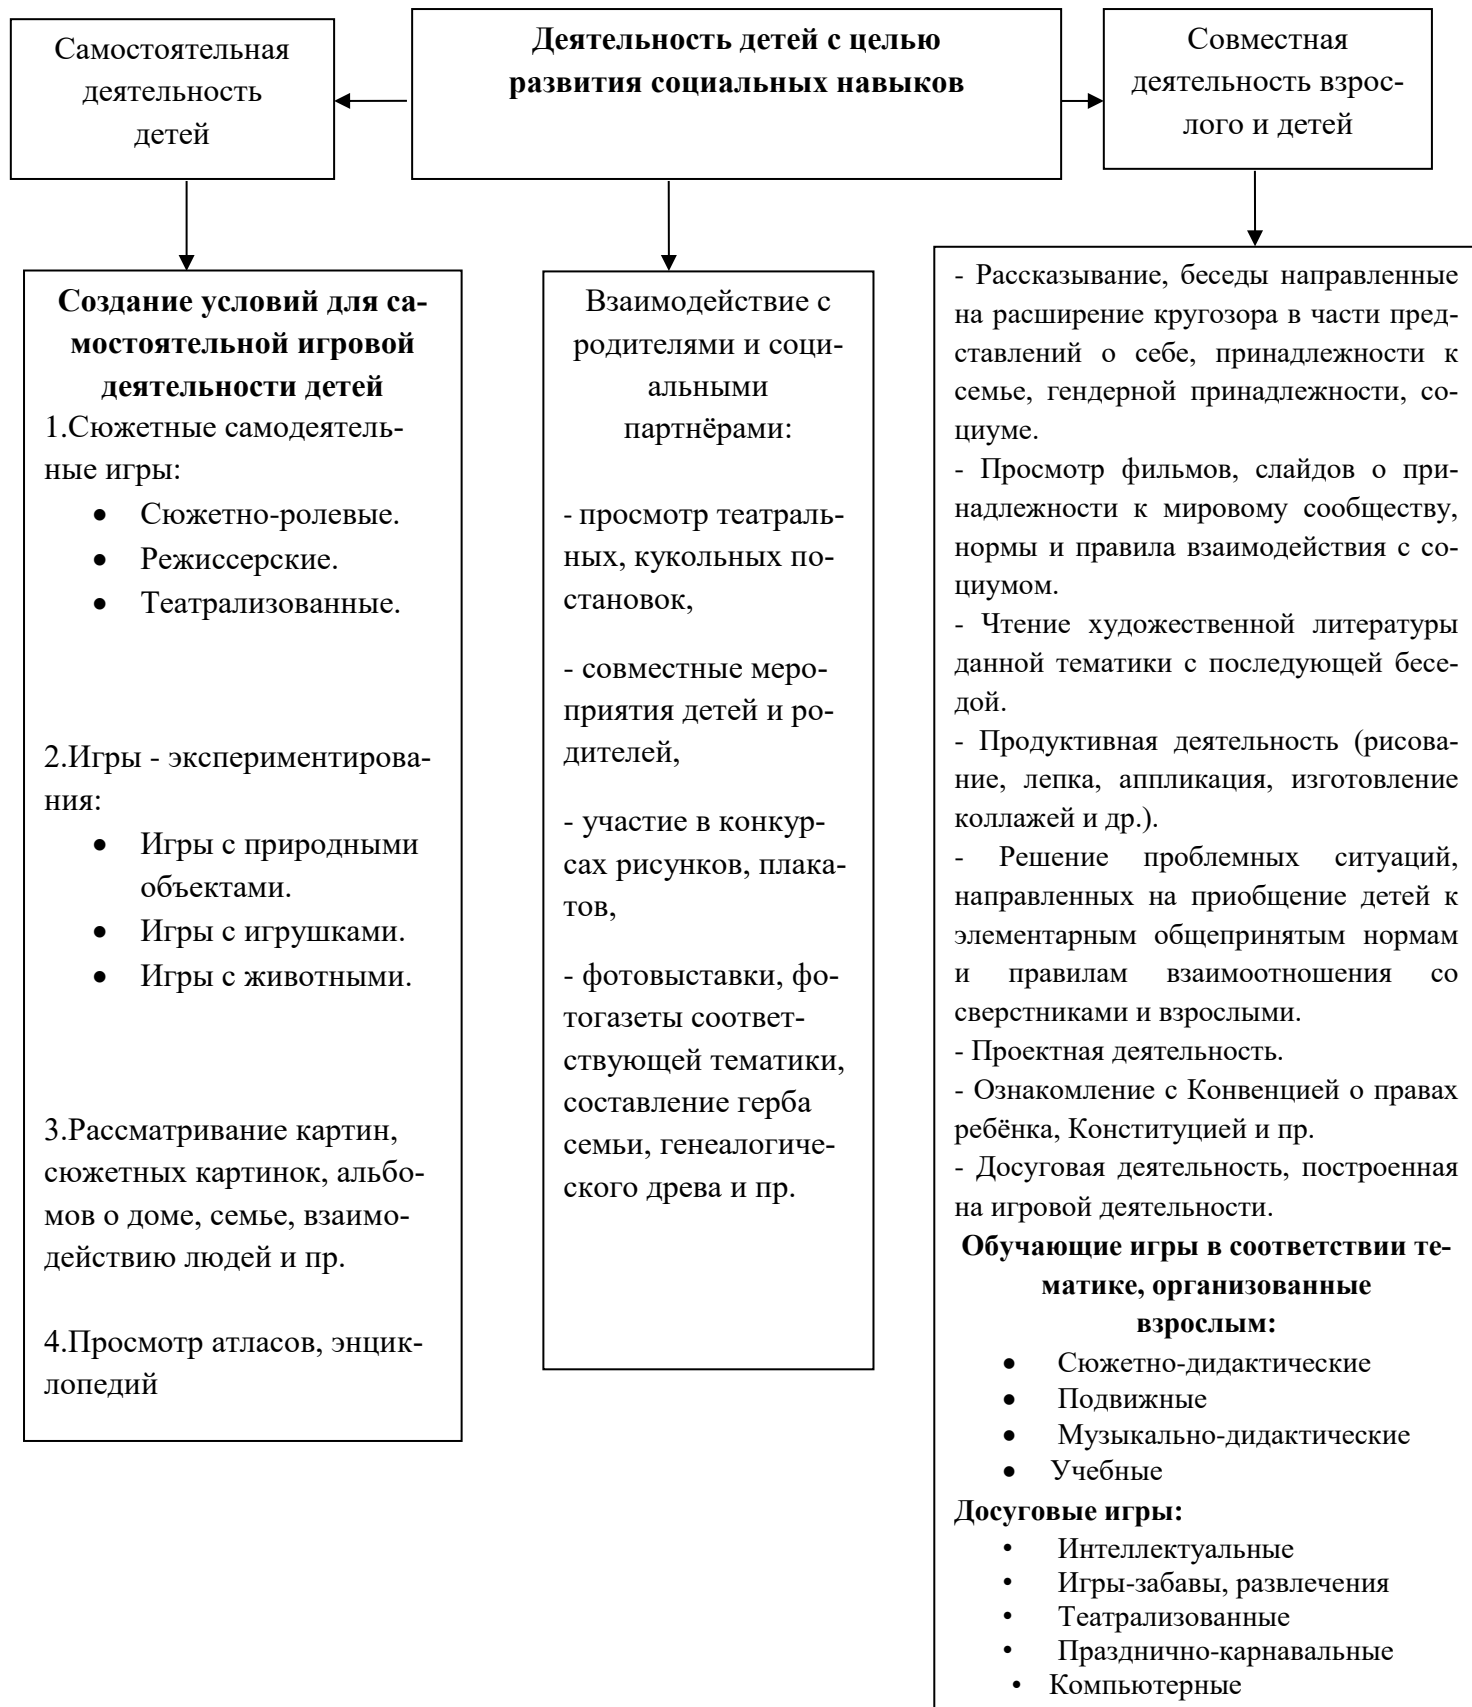 Самостоятельная
деятельность
детей
Деятельность детей с целью
развития социальных навыков
Совместная
деятельность взрос-
лого и детей
Создание условий для са-
мостоятельной игровой
деятельности детей
1.Сюжетные самодеятель-
ные игры:
• Сюжетно-ролевые.
• Режиссерские.
• Театрализованные.
2.Игры - экспериментирова-
ния:
• Игры с природными
объектами.
• Игры с игрушками.
• Игры с животными.
3.Рассматривание картин,
сюжетных картинок, альбо-
мов о доме, семье, взаимо-
действию людей и пр.
4.Просмотр атласов, энцик-
лопедий
Взаимодействие с
родителями и соци-
альными
партнёрами:
- просмотр театраль-
ных, кукольных по-
становок,
- совместные меро-
приятия детей и ро-
дителей,
- участие в конкур-
сах рисунков, плака-
тов,
- фотовыставки, фо-
тогазеты соответ-
ствующей тематики,
составление герба
семьи, генеалогиче-
ского древа и пр.
- Рассказывание, беседы направленные
на расширение кругозора в части пред-
ставлений о себе, принадлежности к
семье, гендерной принадлежности, со-
циуме.
- Просмотр фильмов, слайдов о при-
надлежности к мировому сообществу,
нормы и правила взаимодействия с со-
циумом.
- Чтение художественной литературы
данной тематики с последующей бесе-
дой.
- Продуктивная деятельность (рисова-
ние, лепка, аппликация, изготовление
коллажей и др.).
- Решение проблемных ситуаций,
направленных на приобщение детей к
элементарным общепринятым нормам
и правилам взаимоотношения со
сверстниками и взрослыми.
- Проектная деятельность.
- Ознакомление с Конвенцией о правах
ребёнка, Конституцией и пр.
- Досуговая деятельность, построенная
на игровой деятельности.
Обучающие игры в соответствии те-
матике, организованные
взрослым:
• Сюжетно-дидактические
• Подвижные
• Музыкально-дидактические
• Учебные
Досуговые игры:
• Интеллектуальные
• Игры-забавы, развлечения
• Театрализованные
• Празднично-карнавальные
• Компьютерные